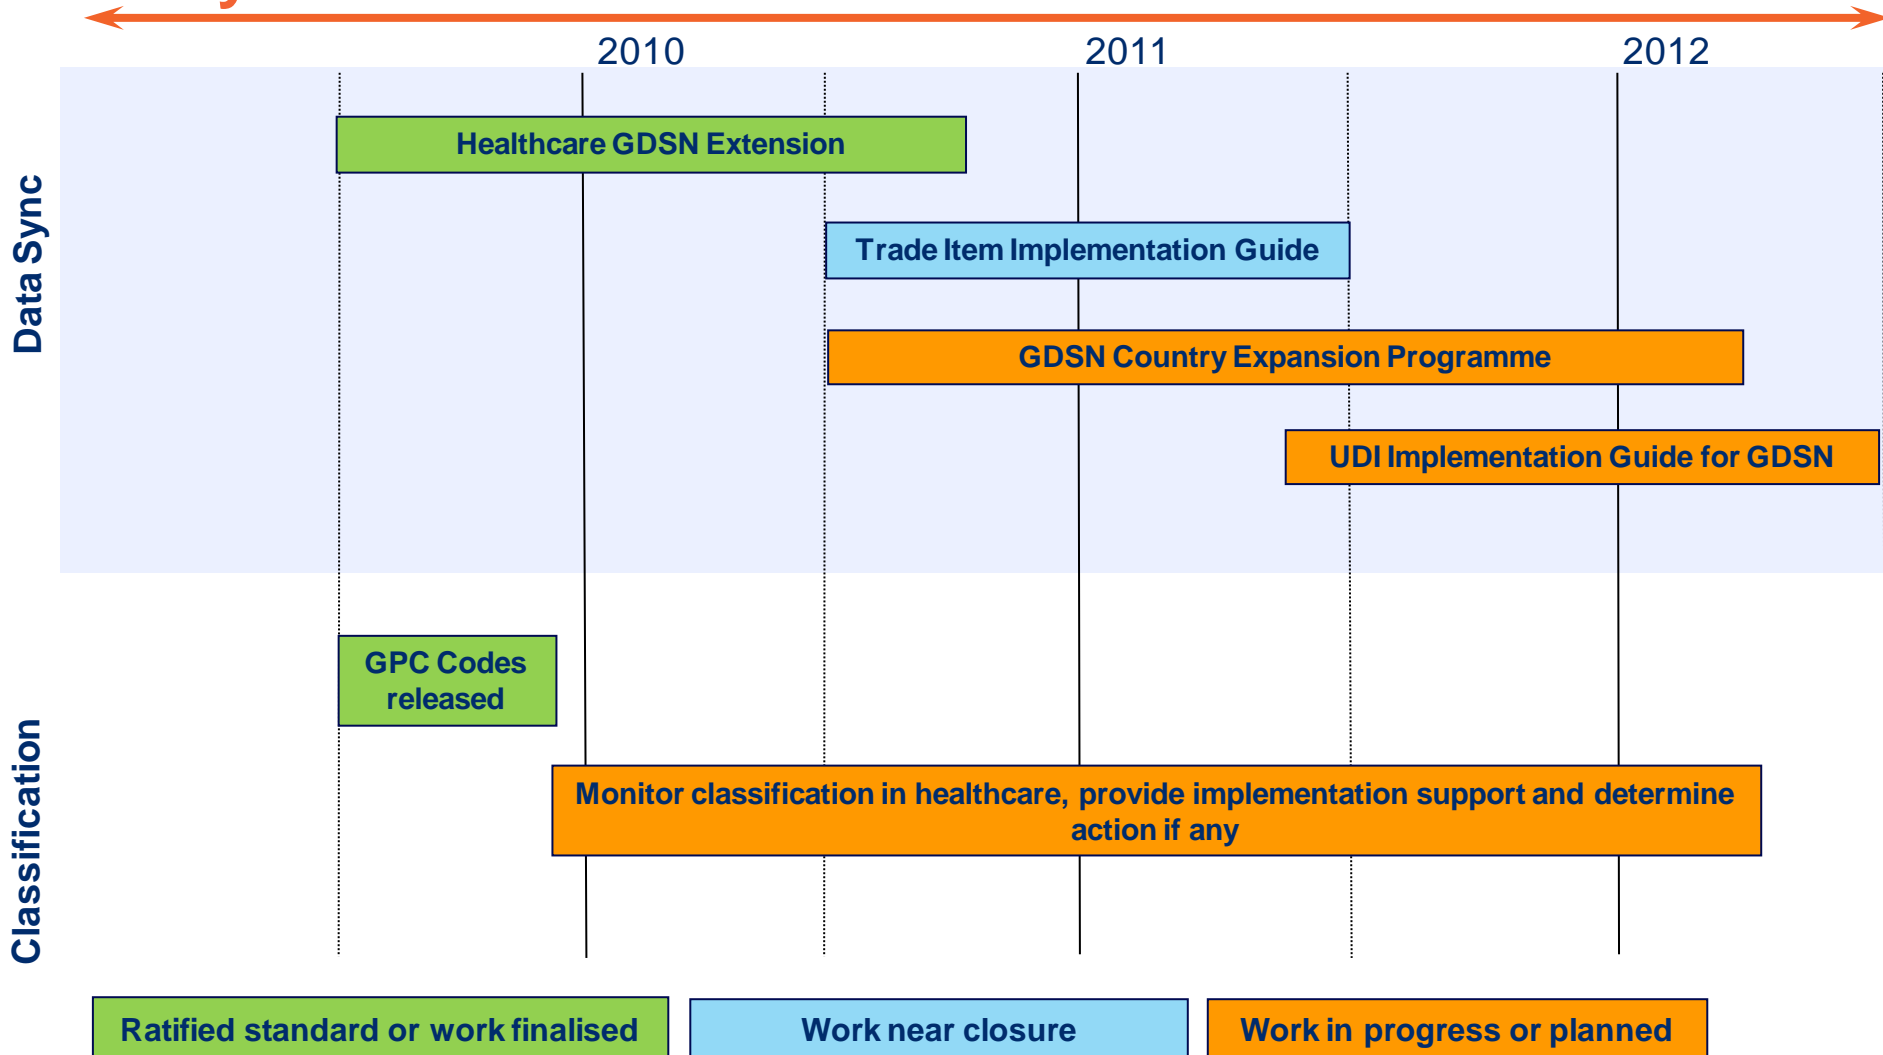 2010
2011
2012
Data Sync
Healthcare GDSN Extension
Trade Item Implementation Guide
GDSN Country Expansion Programme
UDI Implementation Guide for GDSN
Classification
GPC Codes
released
Monitor classification in healthcare, provide implementation support and determine
action if any
Ratified standard or work finalised
Work near closure
Work in progress or planned